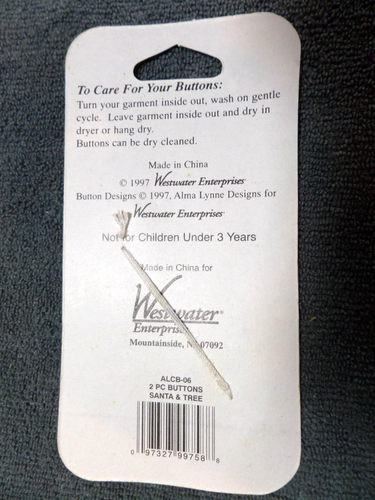 To Care For Your Buttons:
Turn your garment inside out, wash on gentle
cycle. Leave garment inside out and dry in
dryer or hang dry.
Buttons can be dry cleaned.
Made in China
© 1997 Westwater Enterprises
Button Designs © 1997, Alma Lynne Designs for
Westwater Enterprises
Not for Children Under 3 Years
Made in China for
Westwater
Enterprises
Mountainside, NJ 07092
ALCB-06
2 PC BUTTONS
SANTA & TREE
0 97327 99758 8